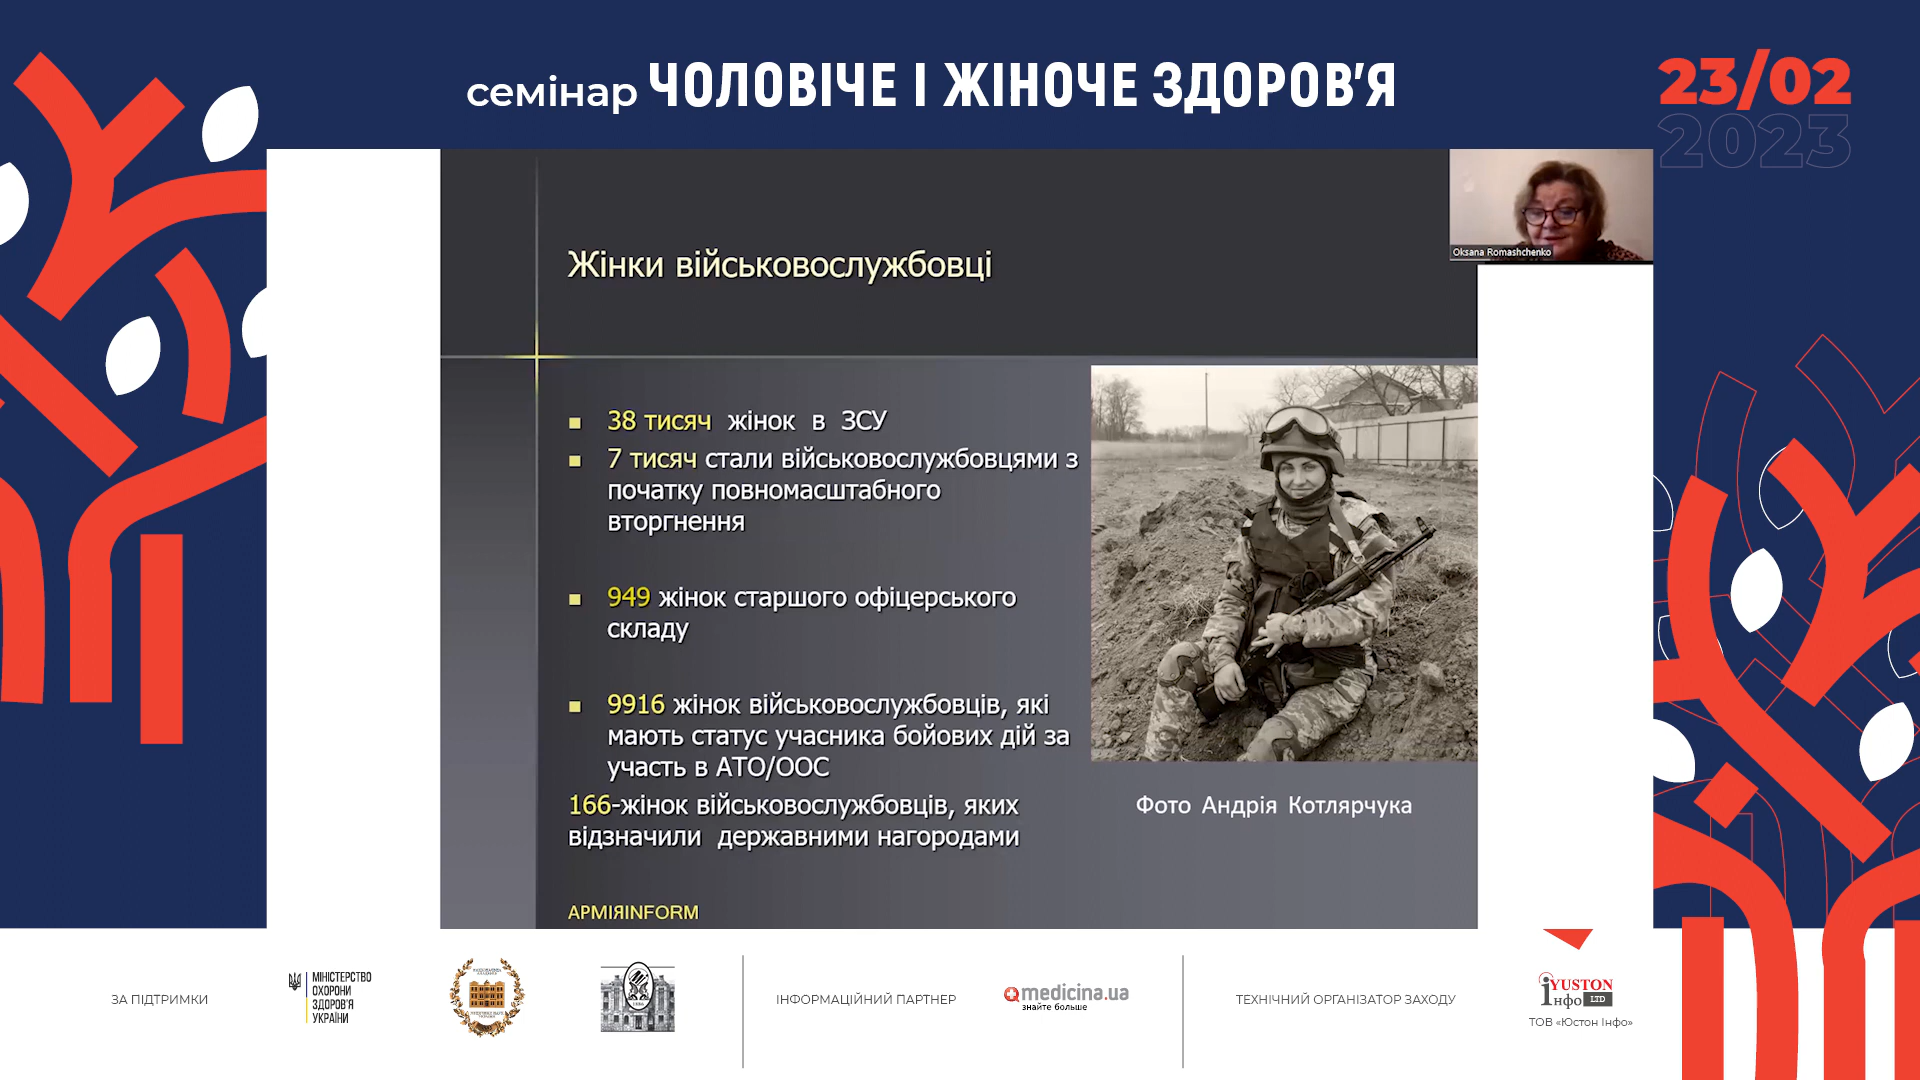 семінар ЧОЛОВІЧЕ І ЖІНОЧЕ ЗДОРОВ'Я
23/02
2023
Oksana Romashchenko
Жінки військовослужбовці
38 тисяч жінок в ЗСУ
7 тисяч стали військовослужбовцями з
початку повномасштабного
вторгнення
949 жінок старшого офіцерського
складу
9916 жінок військовослужбовців, які
мають статус учасника бойових дій за
участь в АТО/ООС
166-жінок військовослужбовців, яких
відзначили державними нагородами
Фото Андрія Котлярчука
АРМІЯINFORM
ЗА ПІДТРИМКИ
МІНІСТЕРСТВО
ОХОРОНИ
ЗДОРОВ'Я
УКРАЇНИ
ІНФОРМАЦІЙНИЙ ПАРТНЕР
medicina.ua
знайте больше
ТЕХНІЧНИЙ ОРГАНІЗАТОР ЗАХОДУ
iYUSTON
Інфо LTD
ТОВ «Юстон Інфо»